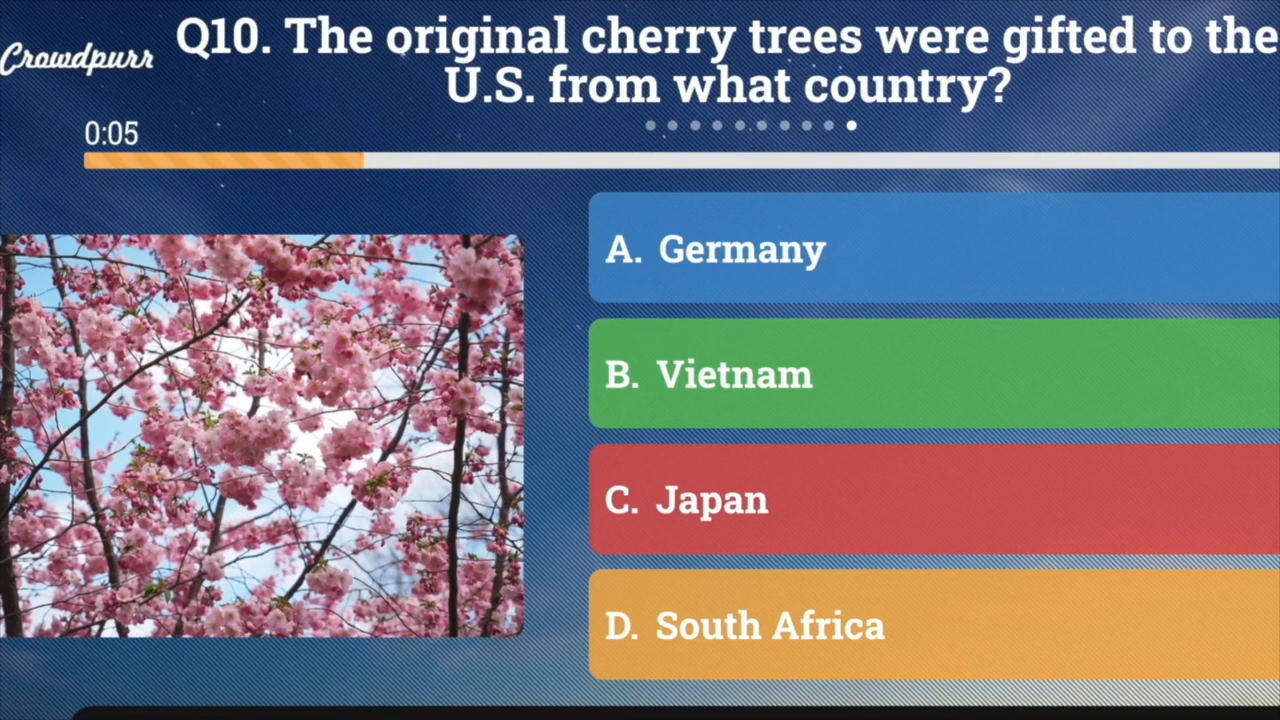 Crowdpurr
Q10. The original cherry trees were gifted to the
U.S. from what country?
0:05
A. Germany
B. Vietnam
C. Japan
D. South Africa